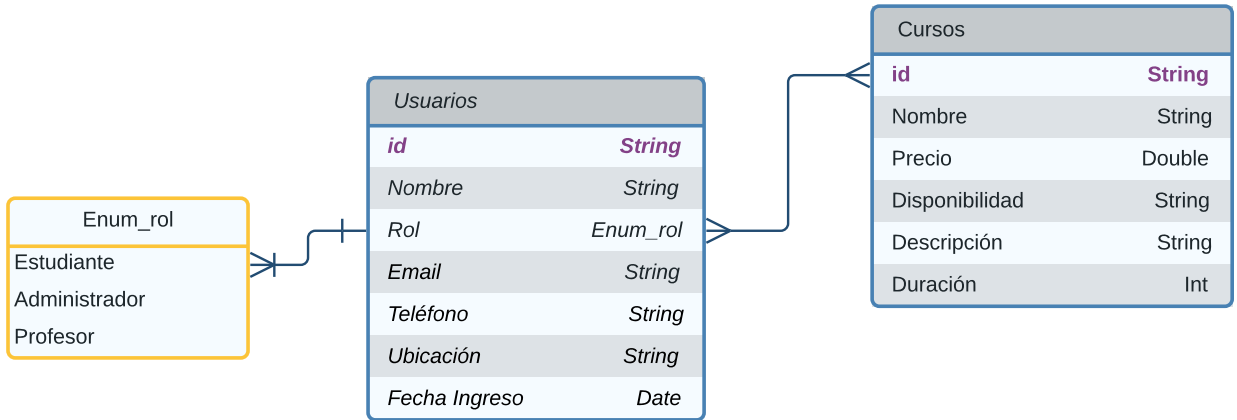 Enum_rol
Estudiante
Administrador
Profesor
Usuarios
id String
Nombre String
Rol Enum_rol
Email String
Teléfono String
Ubicación String
Fecha Ingreso Date
Cursos
id String
Nombre String
Precio Double
Disponibilidad String
Descripción String
Duración Int